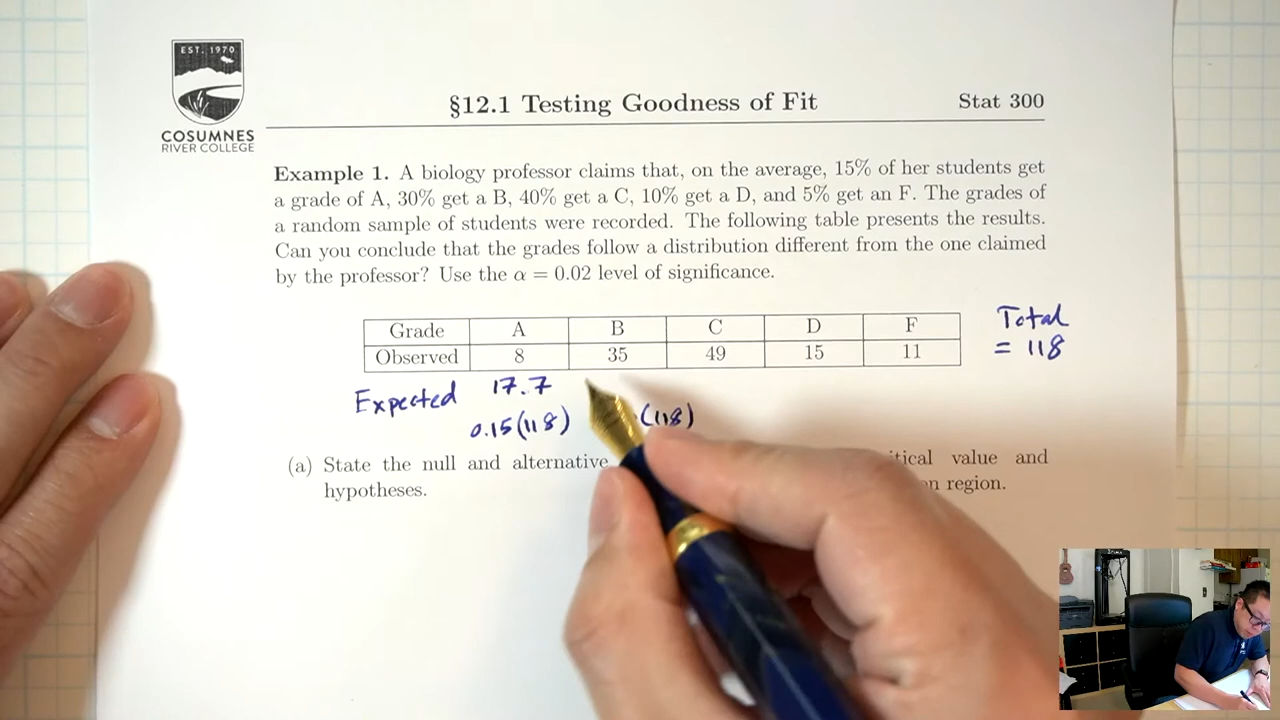 EST. 1970
COSUMNES
RIVER COLLEGE
§12.1 Testing Goodness of Fit
Stat 300
Example 1. A biology professor claims that, on the average, 15% of her students get
a grade of A, 30% get a B, 40% get a C, 10% get a D, and 5% get an F. The grades of
a random sample of students were recorded. The following table presents the results.
Can you conclude that the grades follow a distribution different from the one claimed
by the professor? Use the α = 0.02 level of significance.
Grade A B C D F
Observed 8 35 49 15 11
Total
= 118
Expected 17.7
0.15(118) (118)
(a) State the null and alternative
hypotheses.
value and
region.